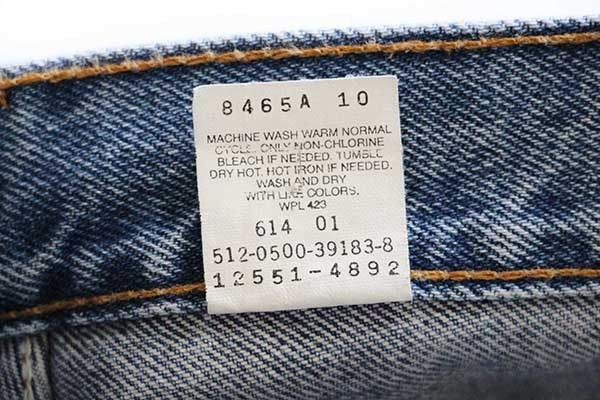 8465A 10
MACHINE WASH WARM NORMAL
CYCLE. ONLY NON-CHLORINE
BLEACH IF NEEDED. TUMBLE
DRY HOT. HOT IRON IF NEEDED.
WASH AND DRY
WITH LIKE COLORS.
WPL 423
614 01
512-0500-39183-8
12551-4892